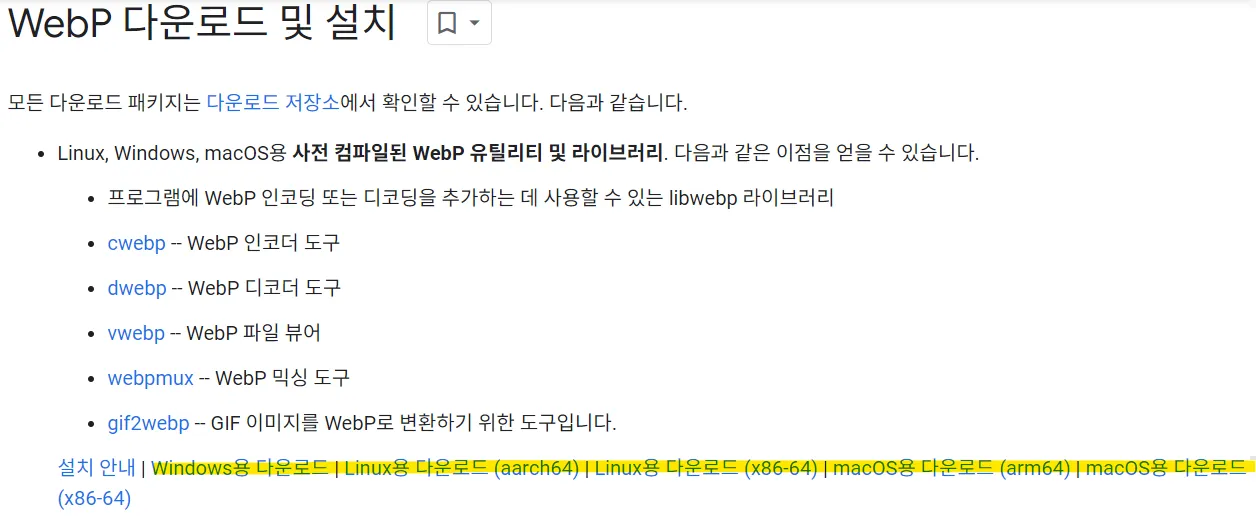 WebP 다운로드 및 설치
모든 다운로드 패키지는 다운로드 저장소에서 확인할 수 있습니다. 다음과 같습니다.
• Linux, Windows, macOS용 사전 컴파일된 WebP 유틸리티 및 라이브러리. 다음과 같은 이점을 얻을 수 있습니다.
• 프로그램에 WebP 인코딩 또는 디코딩을 추가하는 데 사용할 수 있는 libwebp 라이브러리
• cwebp -- WebP 인코더 도구
• dwebp -- WebP 디코더 도구
• vwebp -- WebP 파일 뷰어
• webpmux -- WebP 믹싱 도구
• gif2webp -- GIF 이미지를 WebP로 변환하기 위한 도구입니다.
설치 안내 | Windows용 다운로드 | Linux용 다운로드 (aarch64) | Linux용 다운로드 (x86-64) | macOS용 다운로드 (arm64) | macOS용 다운로드
(x86-64)